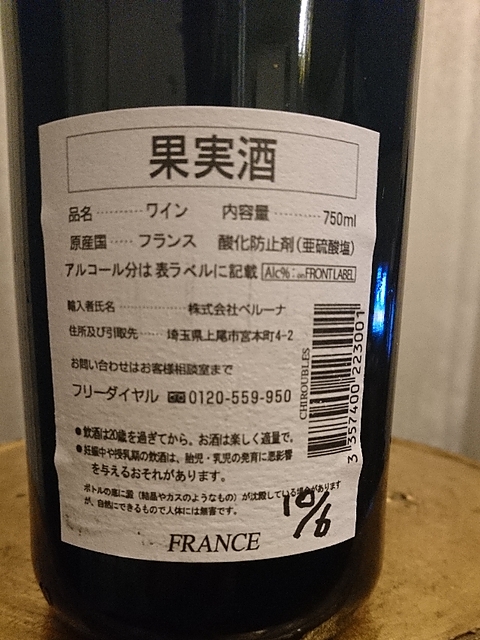 果実酒
品名………ワイン 内容量………750ml
原産国……フランス 酸化防止剤(亜硫酸塩)
アルコール分は 表ラベルに記載 Alc% : on FRONT LABEL
輸入者氏名………………株式会社ベルーナ
住所及び引取先……埼玉県上尾市宮本町4-2
お問い合わせはお客様相談室まで
フリーダイヤル 0120-559-950
●飲酒は20歳を過ぎてから。お酒は楽しく適量で。
●妊娠中や授乳期の飲酒は、胎児・乳児の発育に悪影響
を与えるおそれがあります。
ボトルの底に澱(結晶やカスのようなもの)が沈殿している場合があります
が、自然にできるもので人体には無害です。
FRANCE
CHIROUBLES
3 357400 223001